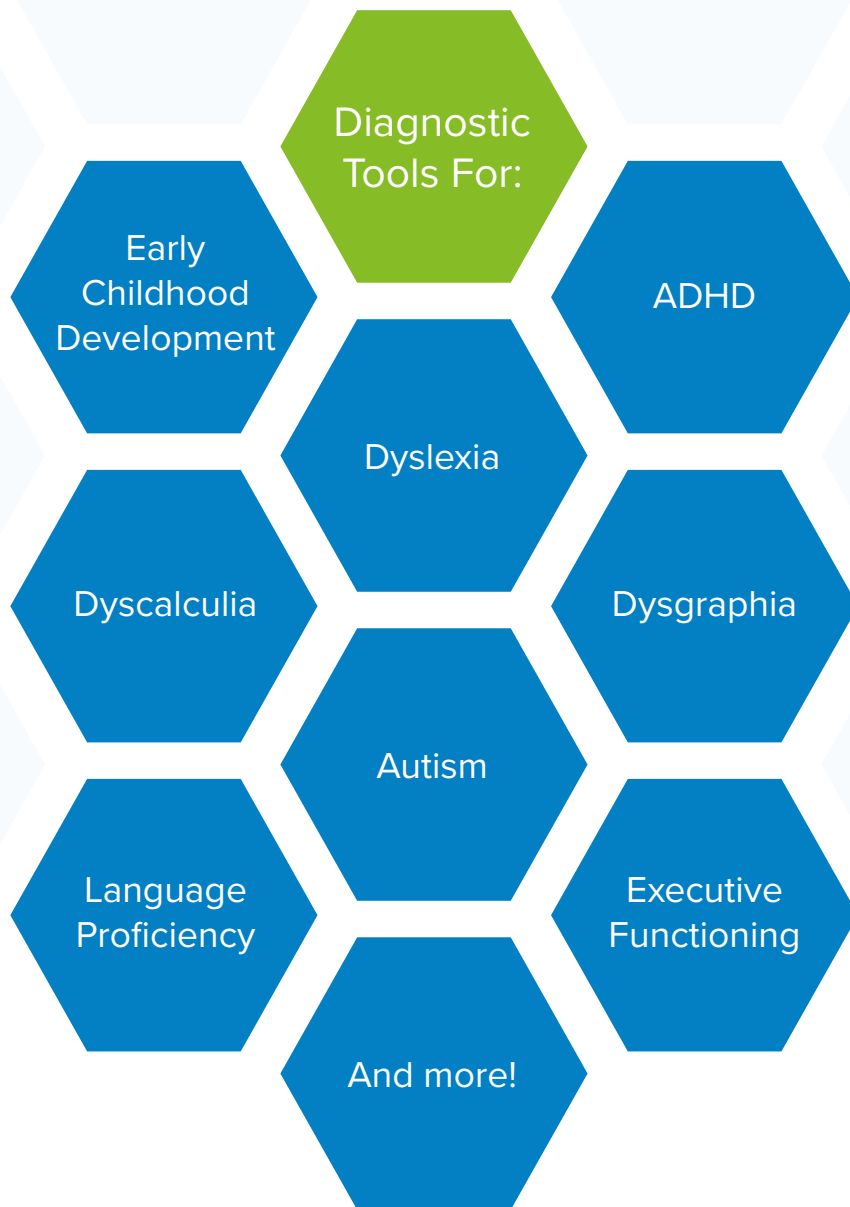 Diagnostic
Tools For:
Early
Childhood
Development
ADHD
Dyslexia
Dyscalculia
Dysgraphia
Autism
Language
Proficiency
Executive
Functioning
And more!